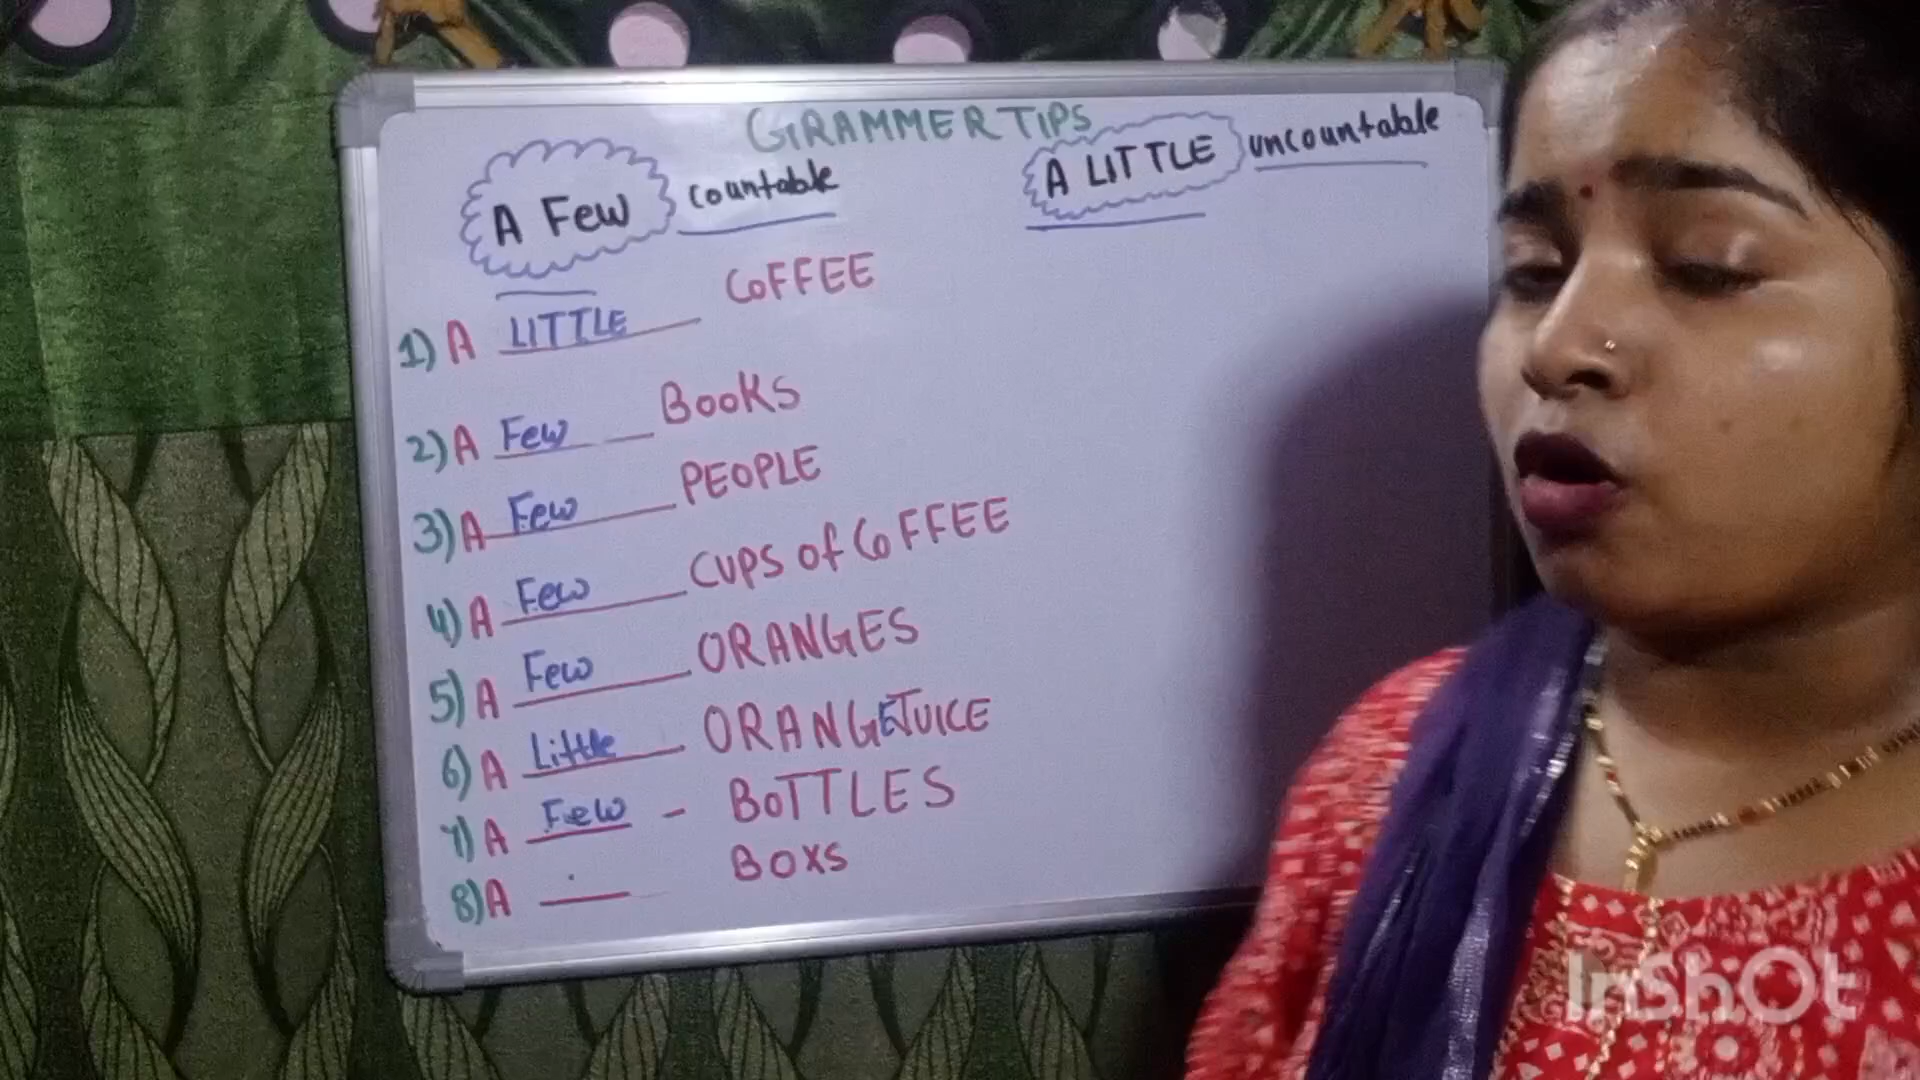 GRAMMER TIPS
A Few countable
A LITTLE uncountable
1) A LITTLE COFFEE
2) A Few BOOKS
3) A Few PEOPLE
4) A Few CUPS of COFFEE
5) A Few ORANGES
6) A Little ORANGEJUICE
7) A Few - BOTTLES
8) A BOXS
InShOt